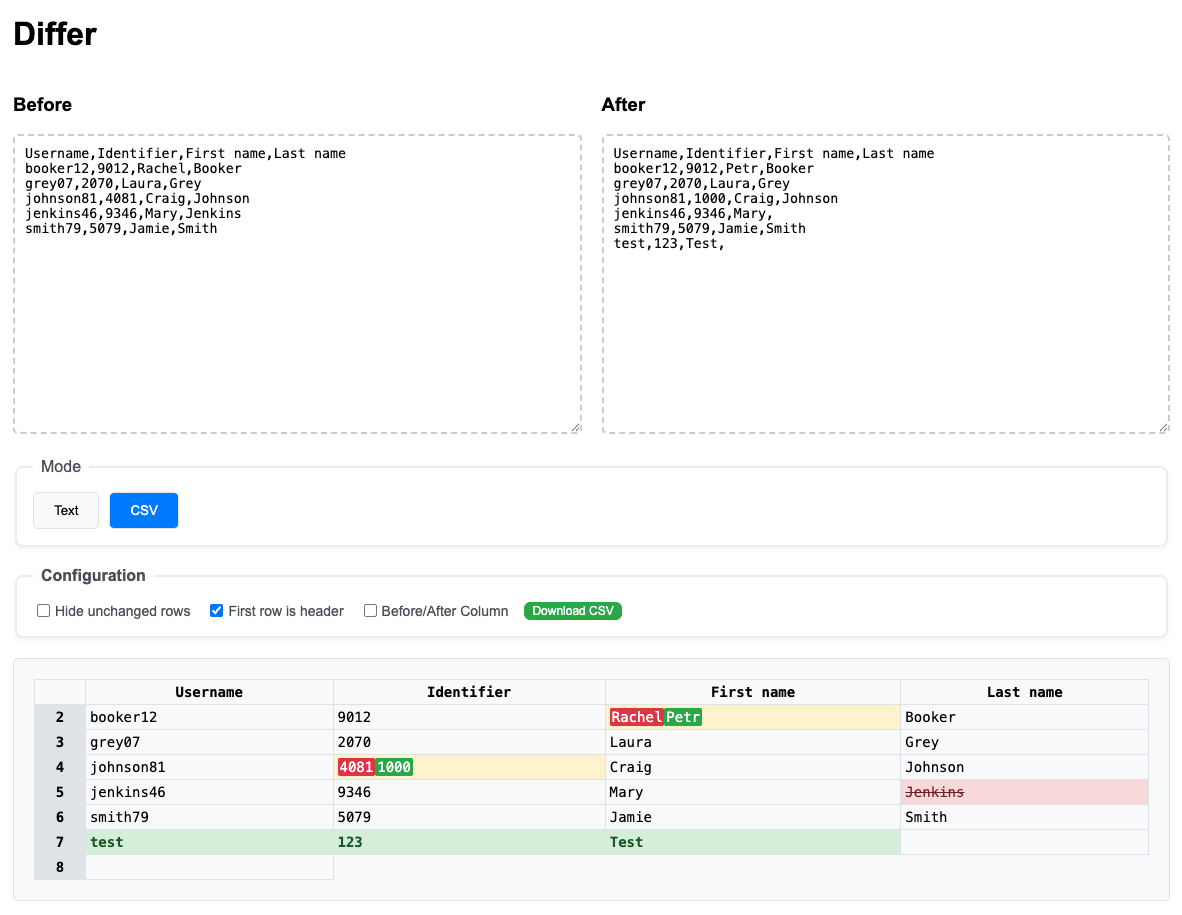 Differ
Before
Username,Identifier,First name,Last name
booker12,9012,Rachel,Booker
grey07,2070,Laura,Grey
johnson81,4081,Craig,Johnson
jenkins46,9346,Mary,Jenkins
smith79,5079,Jamie,Smith
After
Username,Identifier,First name,Last name
booker12,9012,Petr,Booker
grey07,2070,Laura,Grey
johnson81,1000,Craig,Johnson
jenkins46,9346,Mary,
smith79,5079,Jamie,Smith
test,123,Test,
Mode
Text CSV
Configuration
Hide unchanged rows First row is header Before/After Column Download CSV
Username Identifier First name Last name
2 booker12 9012 RachelPetr Booker
3 grey07 2070 Laura Grey
4 johnson81 40811000 Craig Johnson
5 jenkins46 9346 Mary Jenkins
6 smith79 5079 Jamie Smith
7 test 123 Test
8